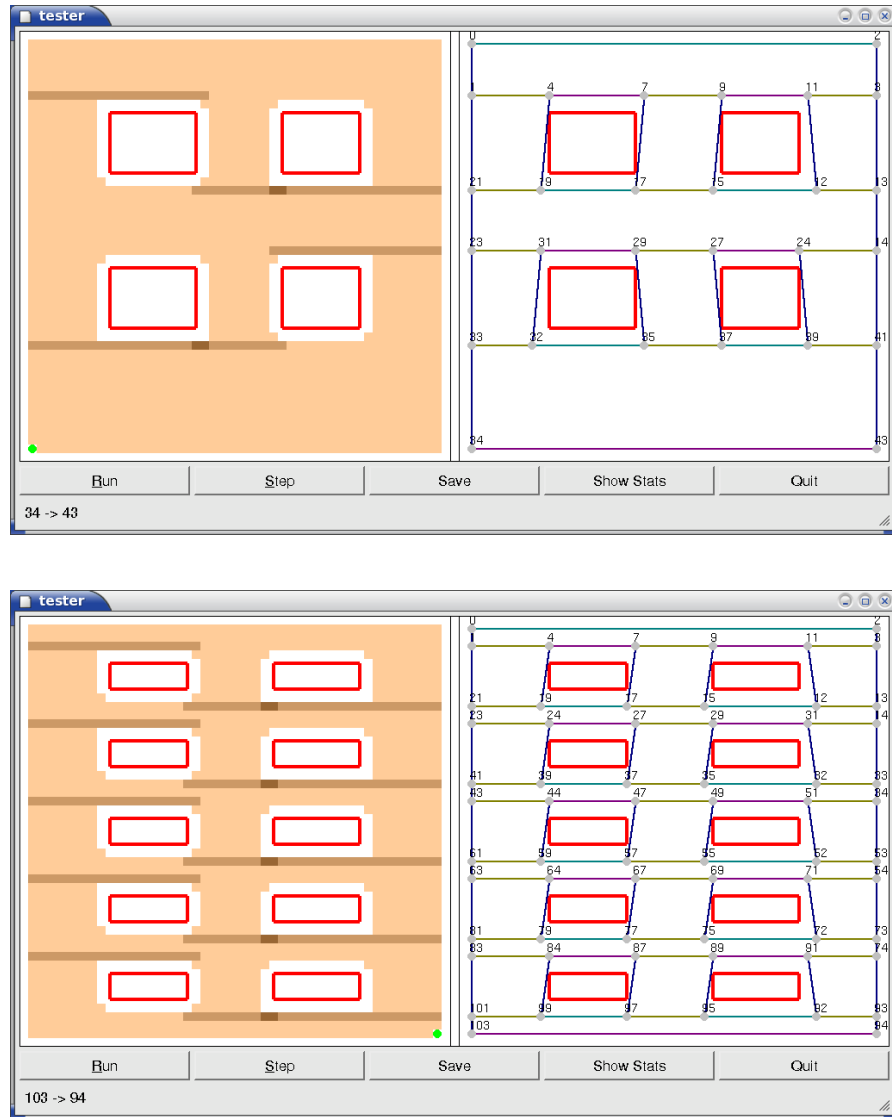 tester
0 2
1 4 7 9 11 3
21 19 17 15 12 13
23 31 29 27 24 14
33 32 35 37 39 41
34 43
Run Step Save Show Stats Quit
34 -> 43
tester
0 2
1 4 7 9 11 3
21 19 17 15 12 13
23 24 27 29 31 14
41 39 37 35 32 33
43 44 47 49 51 34
61 59 57 55 52 53
63 64 67 69 71 54
81 79 77 75 72 73
83 84 87 89 91 74
101 99 97 95 92 93
103 94
Run Step Save Show Stats Quit
103 -> 94